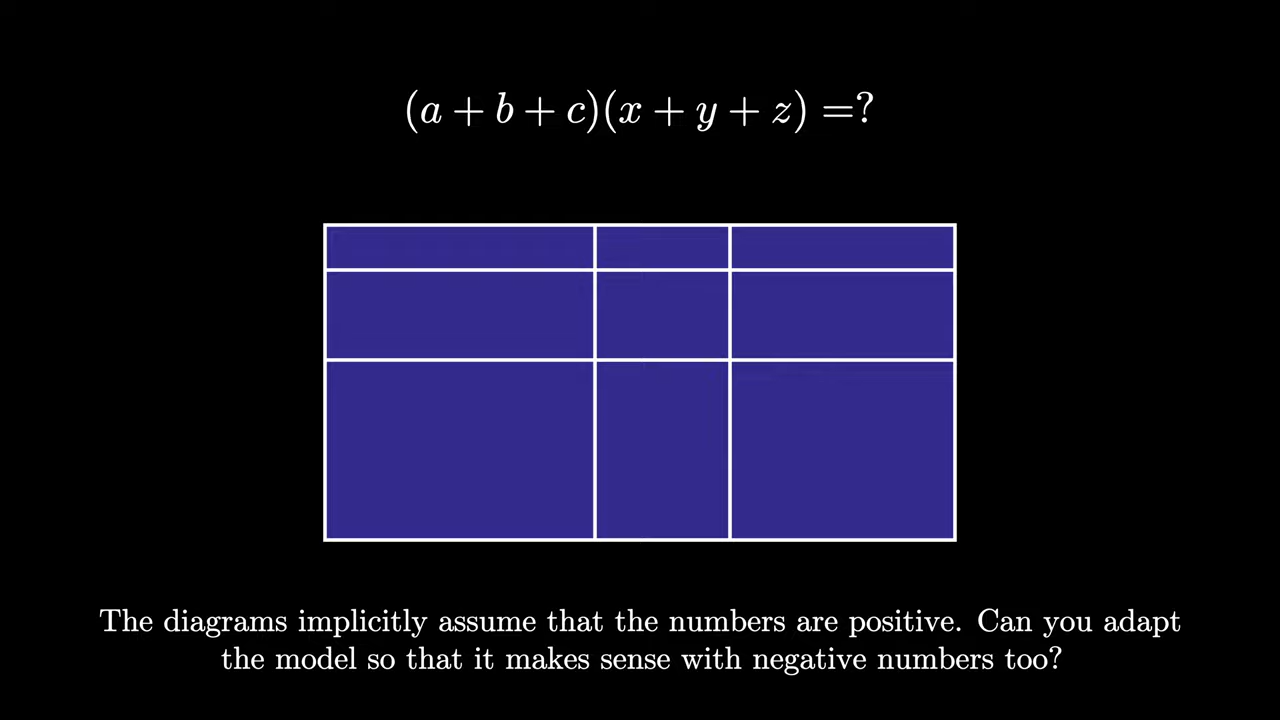 (a + b + c)(x + y + z) =?
The diagrams implicitly assume that the numbers are positive. Can you adapt
the model so that it makes sense with negative numbers too?